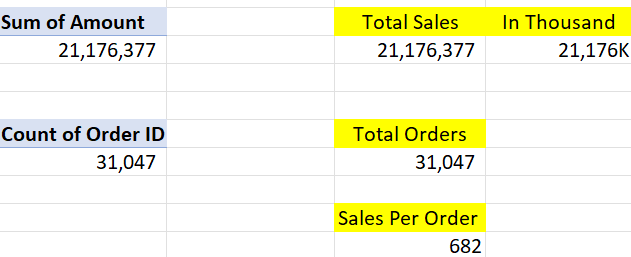 Sum of Amount Total Sales In Thousand
21,176,377 21,176,377 21,176K
Count of Order ID Total Orders
31,047 31,047
Sales Per Order
682